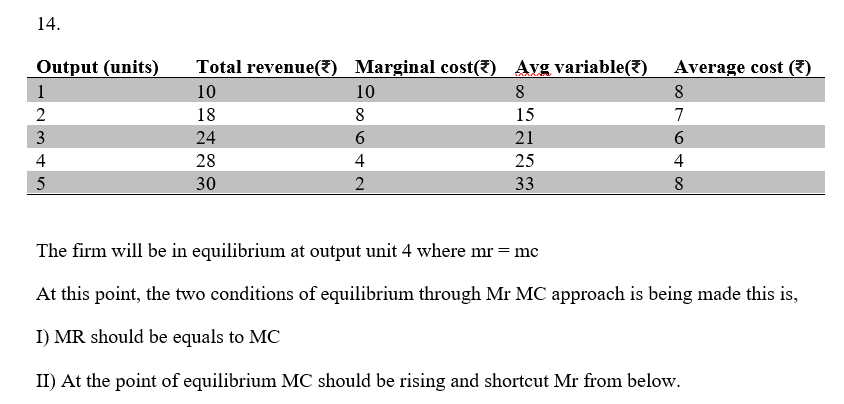 14.
Output (units) Total revenue(₹) Marginal cost(₹) Avg variable(₹) Average cost (₹)
1 10 10 8 8
2 18 8 15 7
3 24 6 21 6
4 28 4 25 4
5 30 2 33 8
The firm will be in equilibrium at output unit 4 where mr = mc
At this point, the two conditions of equilibrium through Mr MC approach is being made this is,
I) MR should be equals to MC
II) At the point of equilibrium MC should be rising and shortcut Mr from below.